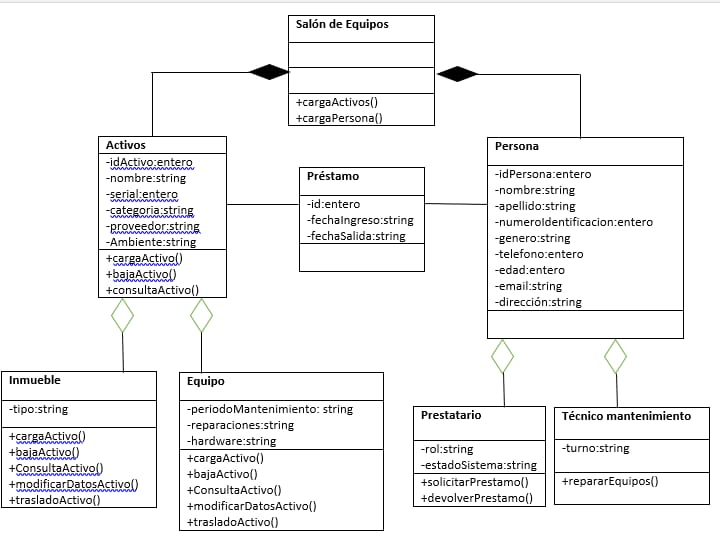 Salón de Equipos
+cargaActivos()
+cargaPersona()
Activos
-idActivo:entero
-nombre:string
-serial:entero
-categoria:string
-proveedor:string
-Ambiente:string
+cargaActivo()
+bajaActivo()
+consultaActivo()
Préstamo
-id:entero
-fechaIngreso:string
-fechaSalida:string
Persona
-idPersona:entero
-nombre:string
-apellido:string
-numeroIdentificacion:entero
-genero:string
-telefono:entero
-edad:entero
-email:string
-dirección:string
Inmueble
-tipo:string
+cargaActivo()
+bajaActivo()
+ConsultaActivo()
+modificarDatosActivo()
+trasladoActivo()
Equipo
-periodoMantenimiento: string
-reparaciones:string
-hardware:string
+cargaActivo()
+bajaActivo()
+ConsultaActivo()
+modificarDatosActivo()
+trasladoActivo()
Prestatario
-rol:string
-estadoSistema:string
+solicitarPrestamo()
+devolverPrestamo()
Técnico mantenimiento
-turno:string
+repararEquipos()